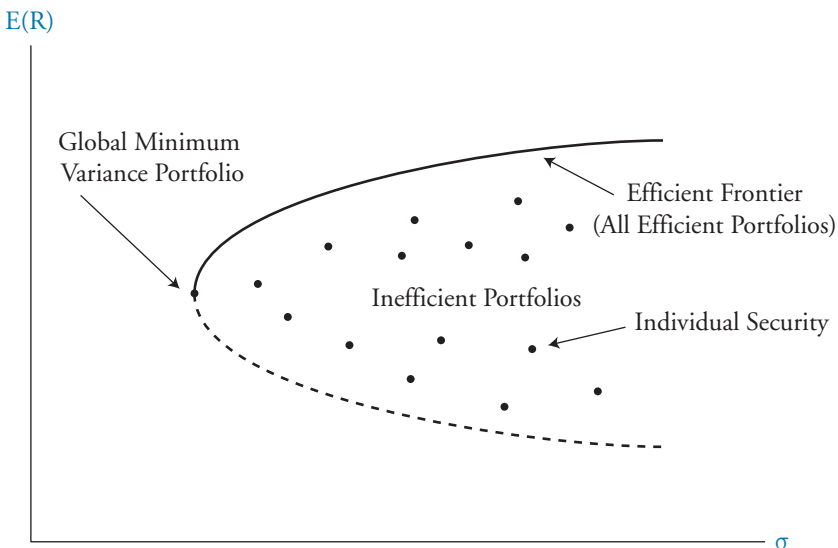 E(R)
Global Minimum
Variance Portfolio
Efficient Frontier
(All Efficient Portfolios)
Inefficient Portfolios
Individual Security
σ